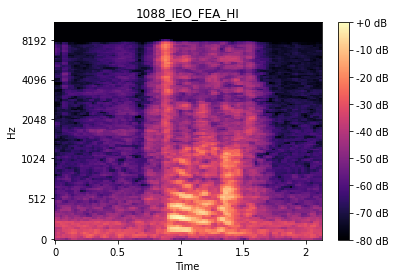 1088_IEO_FEA_HI
+0 dB
8192
-10 dB
4096
-20 dB
-30 dB
2048
Hz
-40 dB
1024
-50 dB
512
-60 dB
-70 dB
0
-80 dB
0 0.5 1 1.5 2
Time